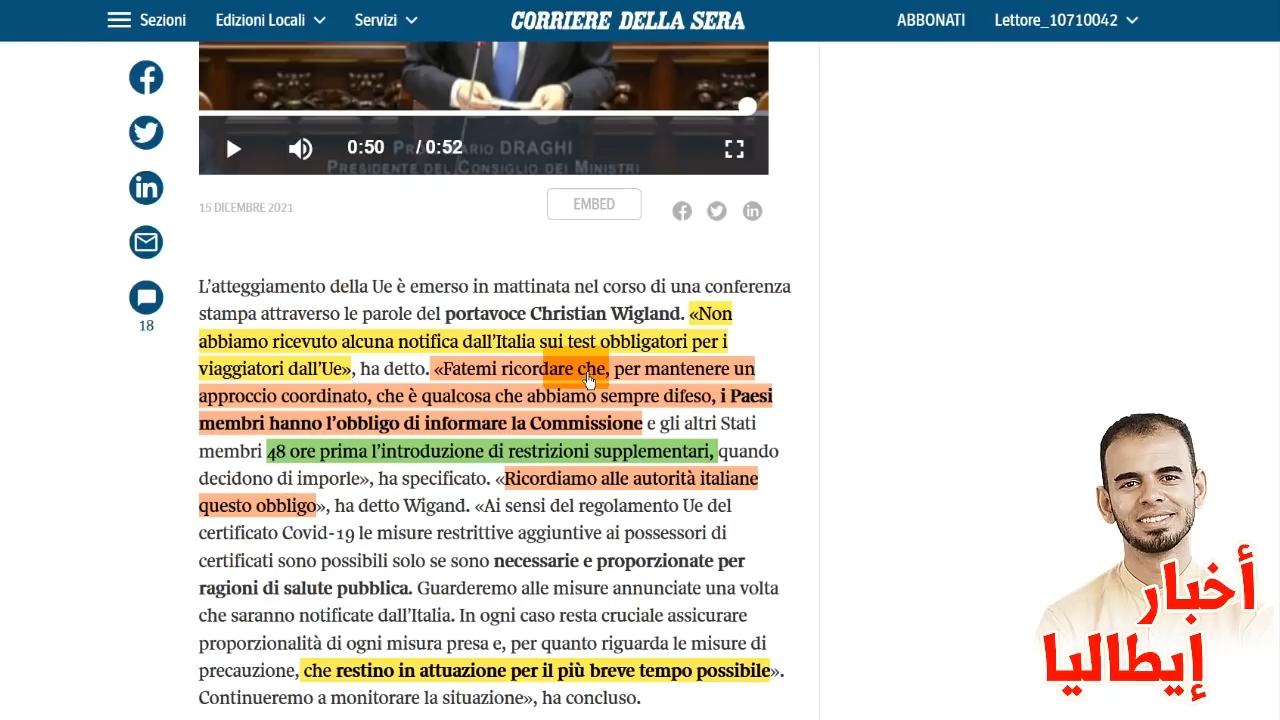 Sezioni
Edizioni Locali
Servizi
CORRIERE DELLA SERA
ABBONATI
Lettore_10710042
0:50 / 0:52
DRAGHI
PRESIDENTE DEL CONSIGLIO DEI MINISTRI
15 DICEMBRE 2021
EMBED
18
L’atteggiamento della Ue è emerso in mattinata nel corso di una conferenza
stampa attraverso le parole del portavoce Christian Wigland. «Non
abbiamo ricevuto alcuna notifica dall’Italia sui test obbligatori per i
viaggiatori dall’Ue», ha detto. «Fatemi ricordare che, per mantenere un
approccio coordinato, che è qualcosa che abbiamo sempre difeso, i Paesi
membri hanno l’obbligo di informare la Commissione e gli altri Stati
membri 48 ore prima l’introduzione di restrizioni supplementari, quando
decidono di imporle», ha specificato. «Ricordiamo alle autorità italiane
questo obbligo», ha detto Wigand. «Ai sensi del regolamento Ue del
certificato Covid-19 le misure restrittive aggiuntive ai possessori di
certificati sono possibili solo se sono necessarie e proporzionate per
ragioni di salute pubblica. Guarderemo alle misure annunciate una volta
che saranno notificate dall’Italia. In ogni caso resta cruciale assicurare
proporzionalità di ogni misura presa e, per quanto riguarda le misure di
precauzione, che restino in attuazione per il più breve tempo possibile».
Continueremo a monitorare la situazione», ha concluso.
أخبار
إيطاليا